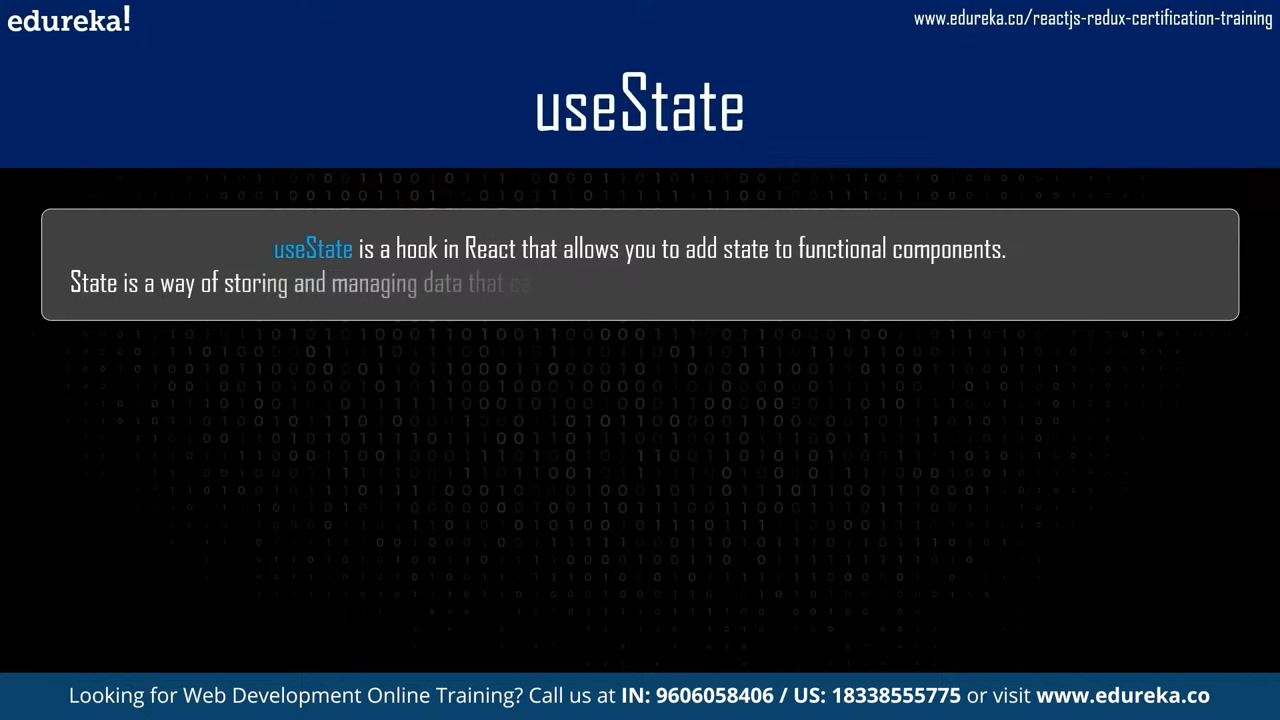 edureka!
www.edureka.co/reactjs-redux-certification-training
useState
useState is a hook in React that allows you to add state to functional components.
State is a way of storing and managing data that
Looking for Web Development Online Training? Call us at IN: 9606058406 / US: 18338555775 or visit www.edureka.co